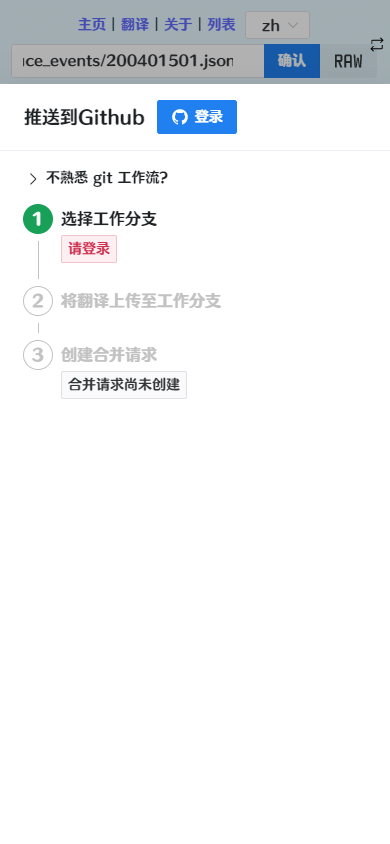 主页 | 翻译 | 关于 | 列表 zh
ıce_events/200401501.json 确认 RAW
推送到Github 登录
不熟悉 git 工作流?
1 选择工作分支
请登录
2 将翻译上传至工作分支
3 创建合并请求
合并请求尚未创建